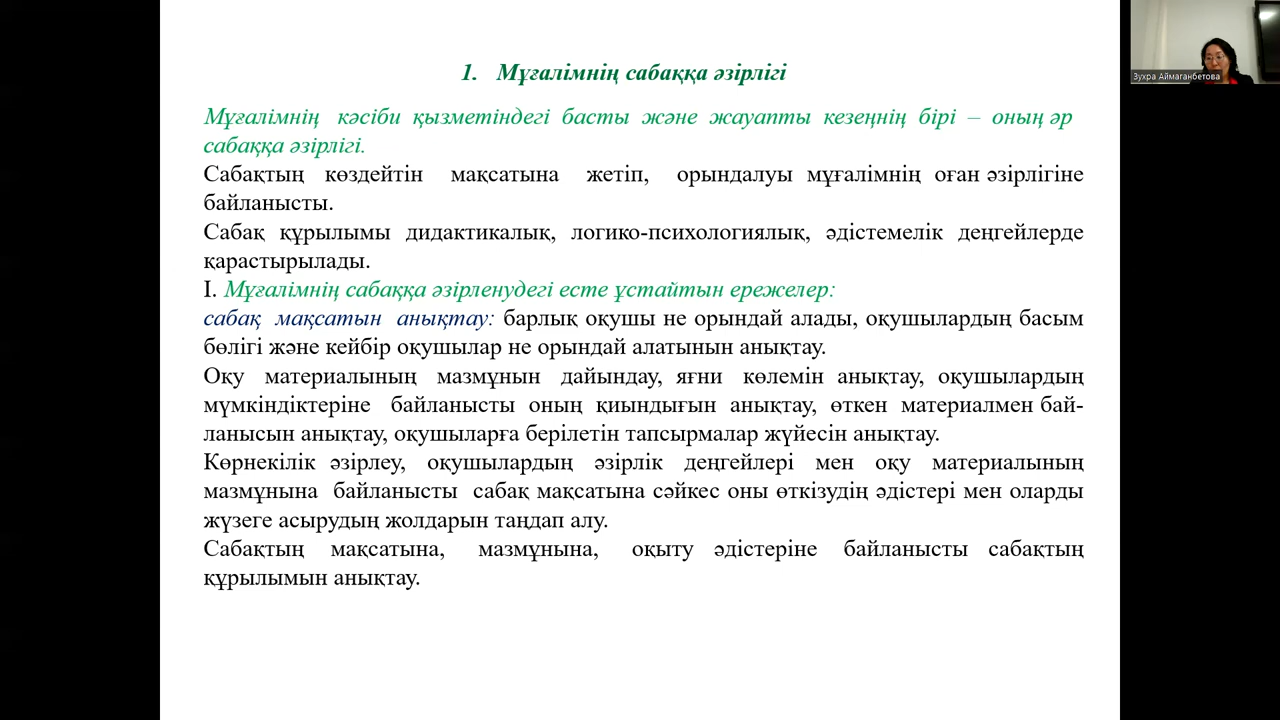 1. Мұғалімнің сабаққа әзірлігі
Зухра Аймаганбетова
Мұғалімнің кәсіби қызметіндегі басты және жауапты кезеңнің бірі – оның әр
сабаққа әзірлігі.
Сабақтың көздейтін мақсатына жетіп, орындалуы мұғалімнің оған әзірлігіне
байланысты.
Сабақ құрылымы дидактикалық, логико-психологиялық, әдістемелік деңгейлерде
қарастырылады.
I. Мұғалімнің сабаққа әзірленудегі есте ұстайтын ережелер:
сабақ мақсатын анықтау: барлық оқушы не орындай алады, оқушылардың басым
бөлігі және кейбір оқушылар не орындай алатынын анықтау.
Оқу материалының мазмұнын дайындау, яғни көлемін анықтау, оқушылардың
мүмкіндіктеріне байланысты оның қиындығын анықтау, өткен материалмен бай-
ланысын анықтау, оқушыларға берілетін тапсырмалар жүйесін анықтау.
Көрнекілік әзірлеу, оқушылардың әзірлік деңгейлері мен оқу материалының
мазмұнына байланысты сабақ мақсатына сәйкес оны өткізудің әдістері мен оларды
жүзеге асырудың жолдарын таңдап алу.
Сабақтың мақсатына, мазмұнына, оқыту әдістеріне байланысты сабақтың
құрылымын анықтау.